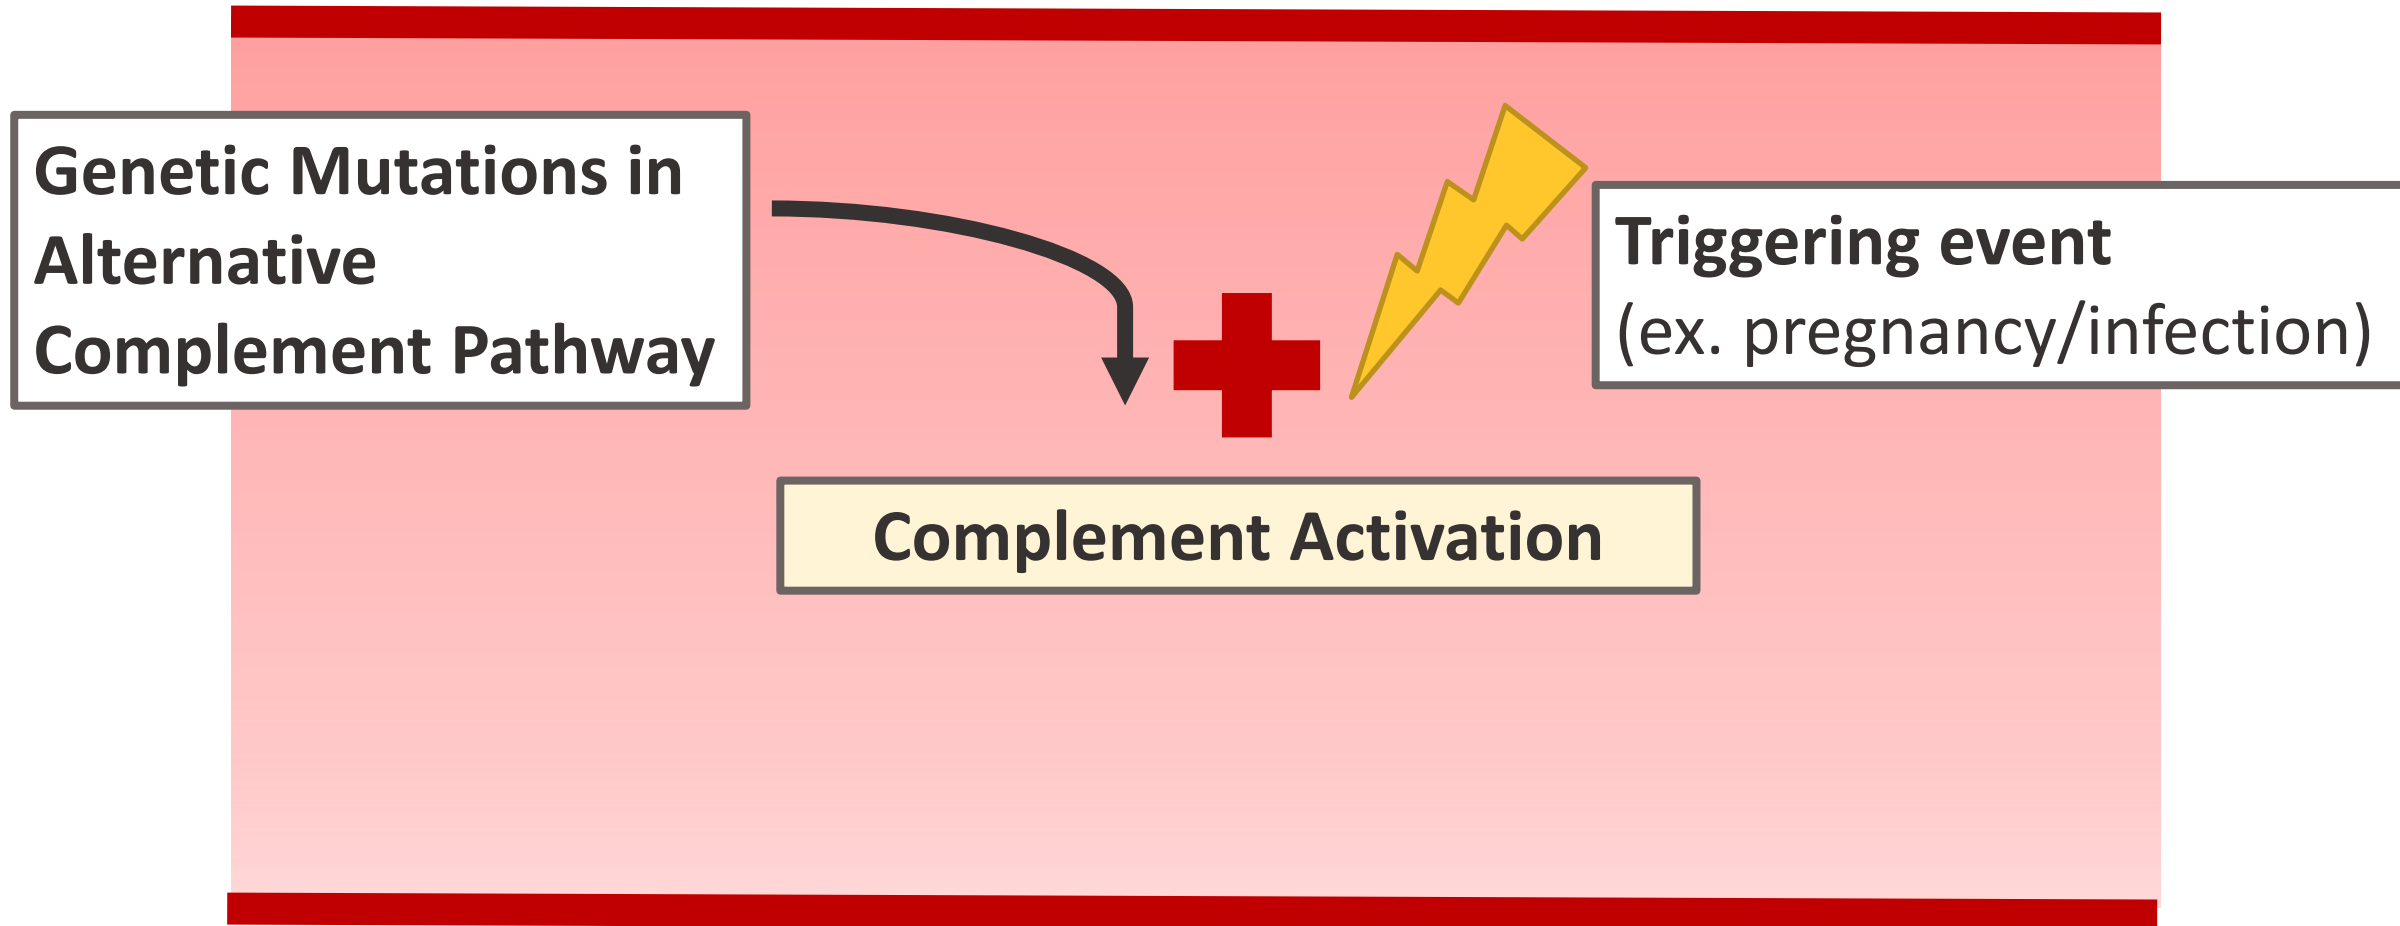 Genetic Mutations in
Alternative
Complement Pathway
Triggering event
(ex. pregnancy/infection)
Complement Activation